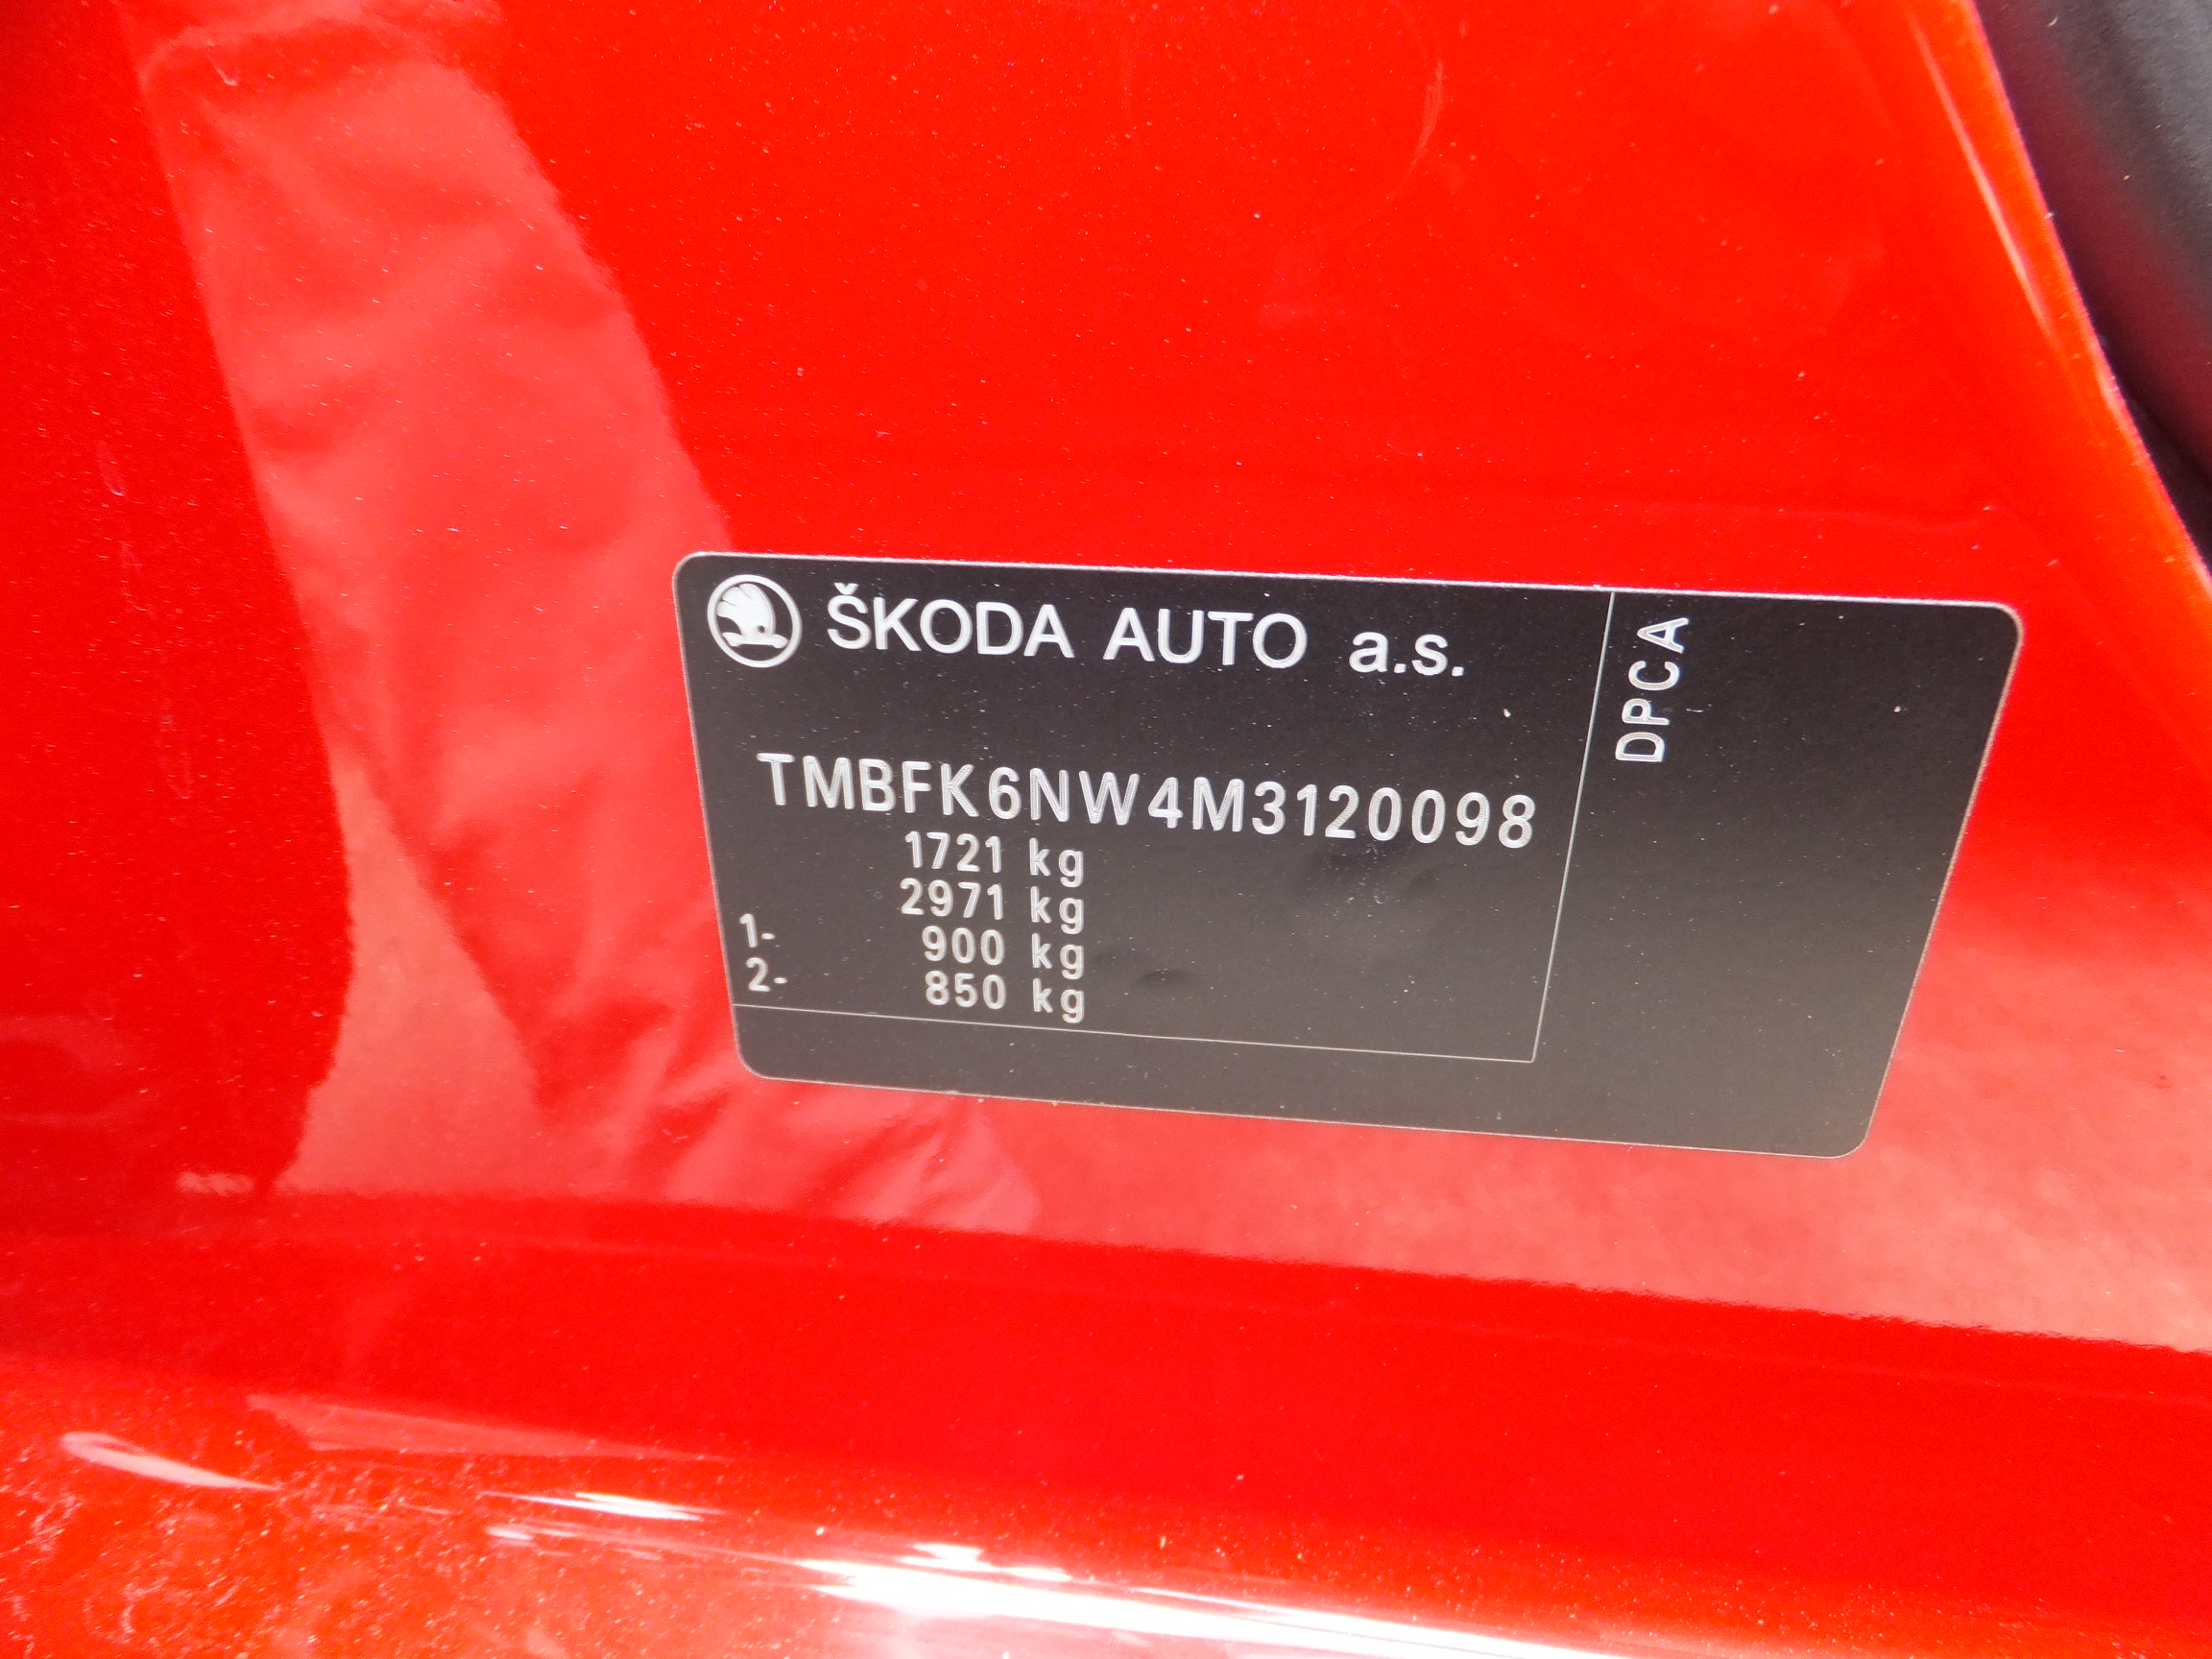 ŠKODA AUTO a.s.
TMBFK6NW4M3120098
1721 kg
2971 kg
1- 900 kg
2- 850 kg
DPCA